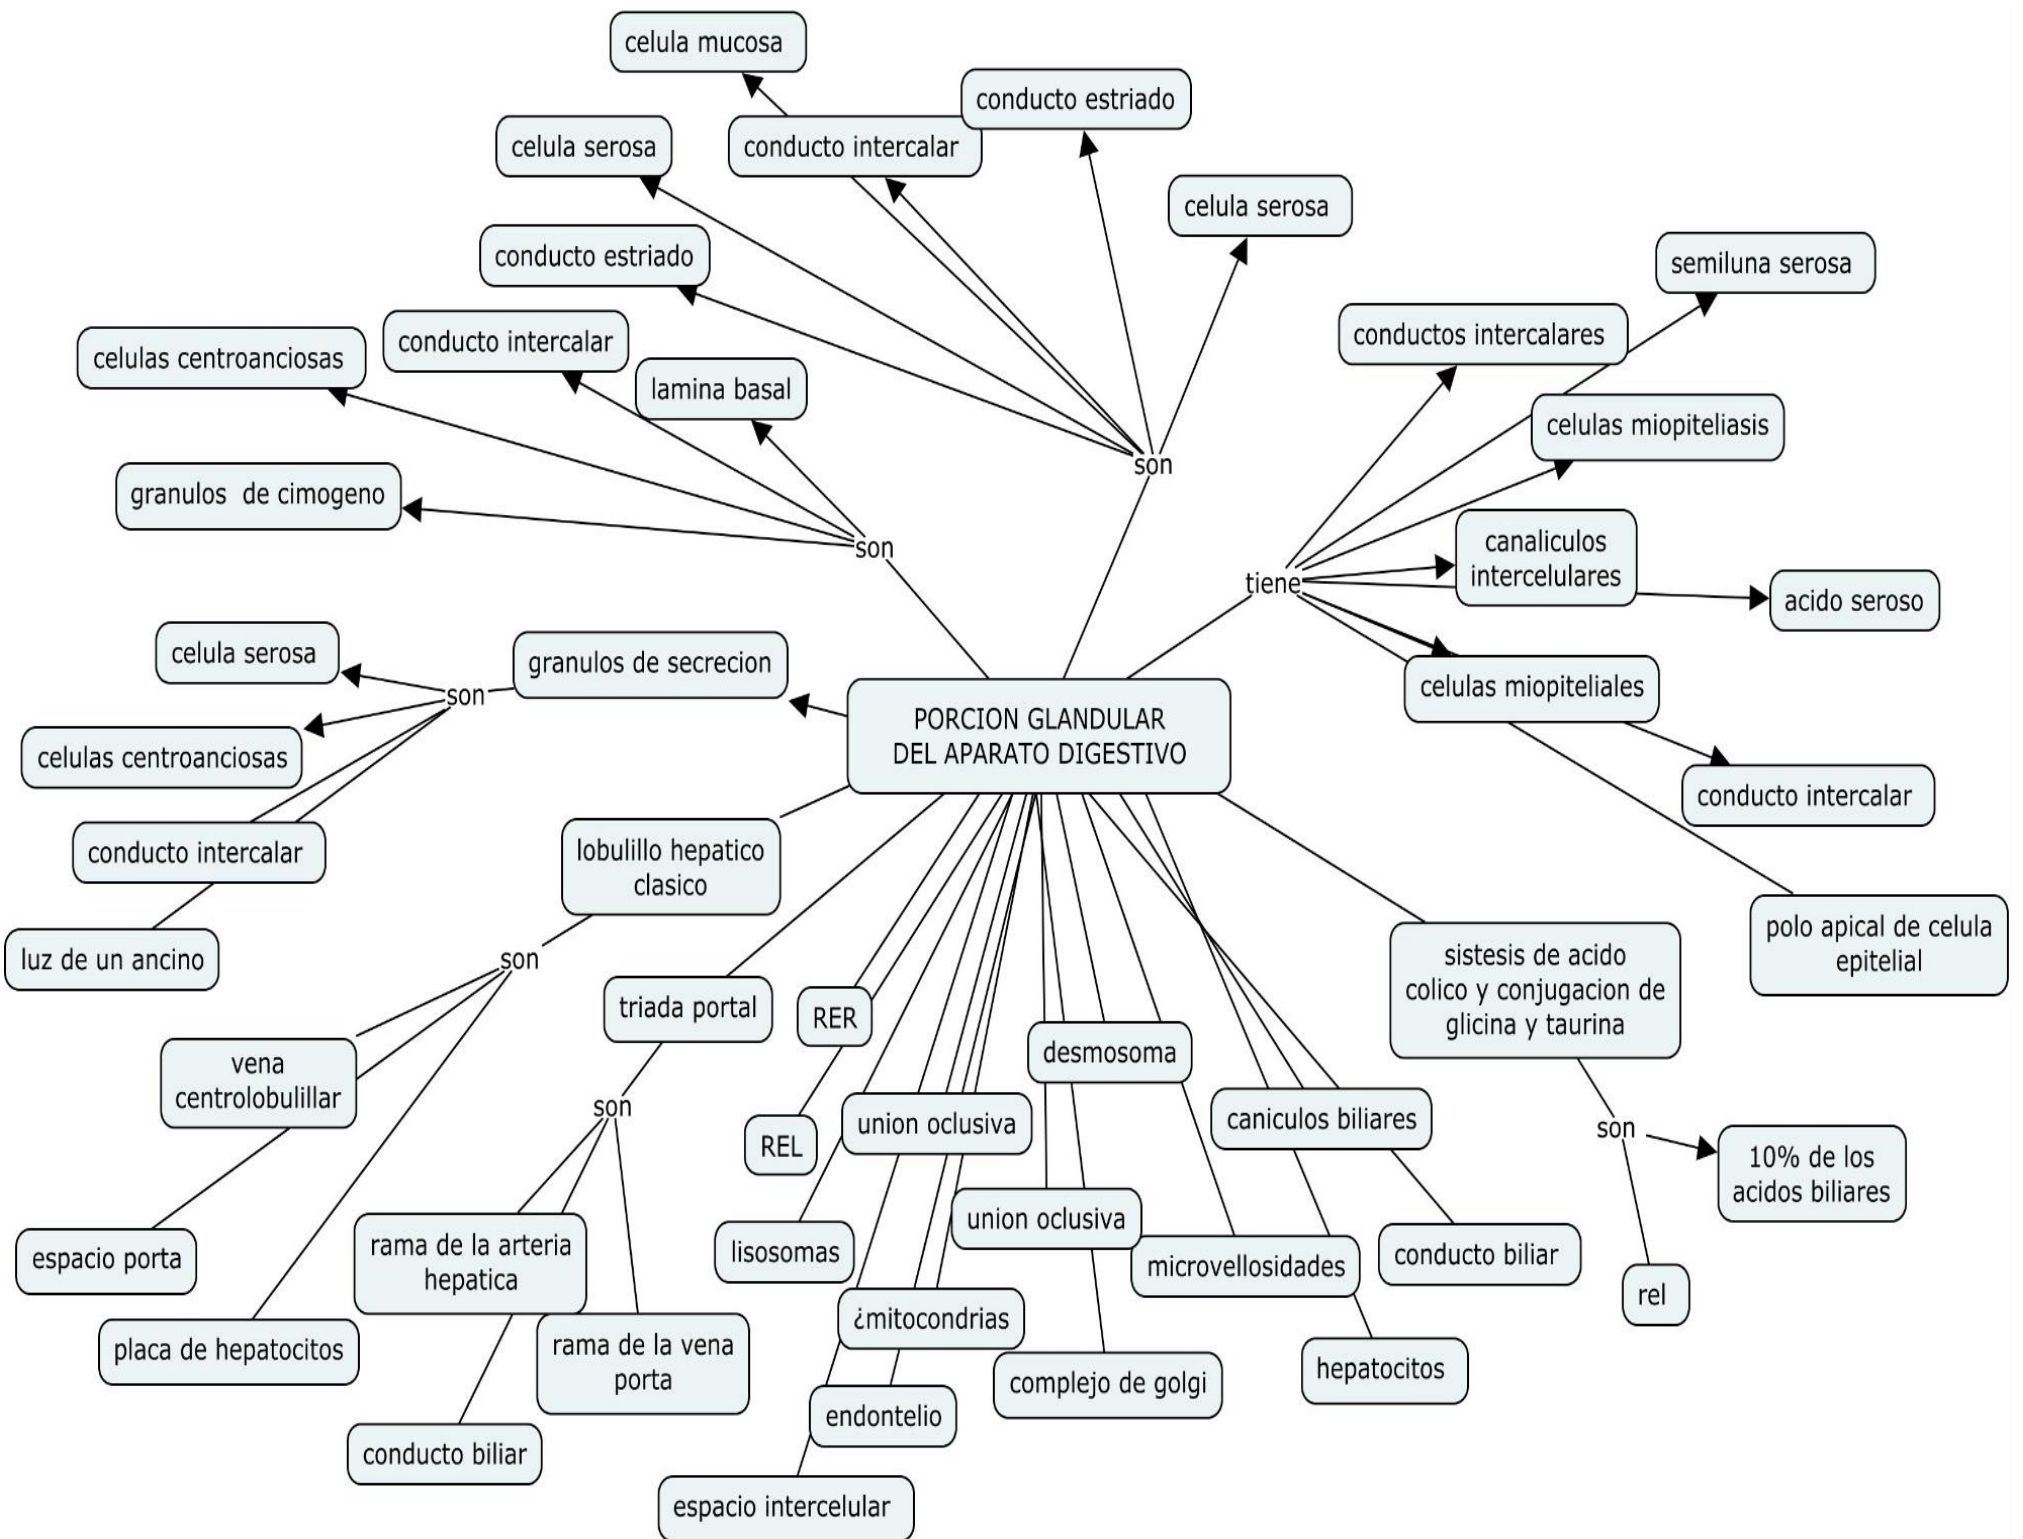 celula mucosa
conducto estriado
celula serosa
conducto intercalar
celula serosa
conducto estriado
semiluna serosa
conducto intercalar
conductos intercalares
celulas centroanciosas
lamina basal
celulas miopiteliasis
son
granulos de cimogeno
son
canaliculos
intercelulares
tiene
acido seroso
celula serosa
granulos de secrecion
son
celulas miopiteliales
PORCION GLANDULAR
DEL APARATO DIGESTIVO
celulas centroanciosas
conducto intercalar
conducto intercalar
lobulillo hepatico
clasico
luz de un ancino
son
polo apical de celula
epitelial
sistesis de acido
colico y conjugacion de
glicina y taurina
triada portal
RER
desmosoma
vena
centrolobulillar
son
union oclusiva
caniculos biliares
son
REL
10% de los
acidos biliares
union oclusiva
espacio porta
rama de la arteria
hepatica
lisosomas
microvellosidades
conducto biliar
rel
¿mitocondrias
placa de hepatocitos
rama de la vena
porta
complejo de golgi
hepatocitos
endontelio
conducto biliar
espacio intercelular